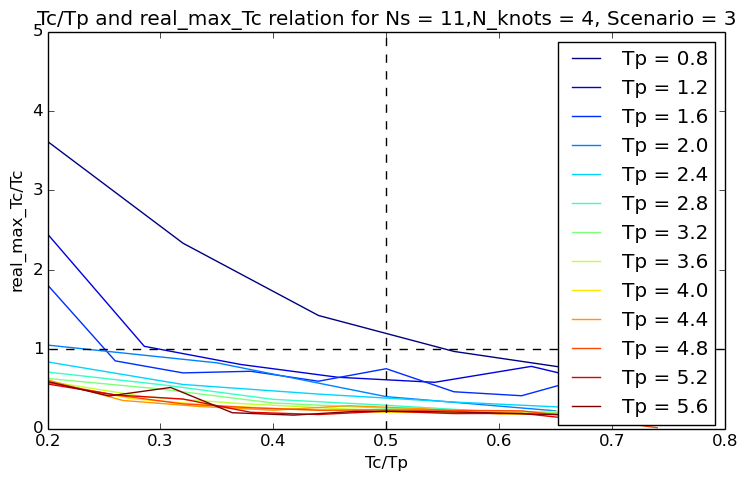 Tc/Tp and real_max_Tc relation for Ns = 11,N_knots = 4, Scenario = 3
real_max_Tc/Tc
5
4
3
2
1
0
0.2
0.3
0.4
0.5
0.6
0.7
0.8
Tc/Tp
Tp = 0.8
Tp = 1.2
Tp = 1.6
Tp = 2.0
Tp = 2.4
Tp = 2.8
Tp = 3.2
Tp = 3.6
Tp = 4.0
Tp = 4.4
Tp = 4.8
Tp = 5.2
Tp = 5.6